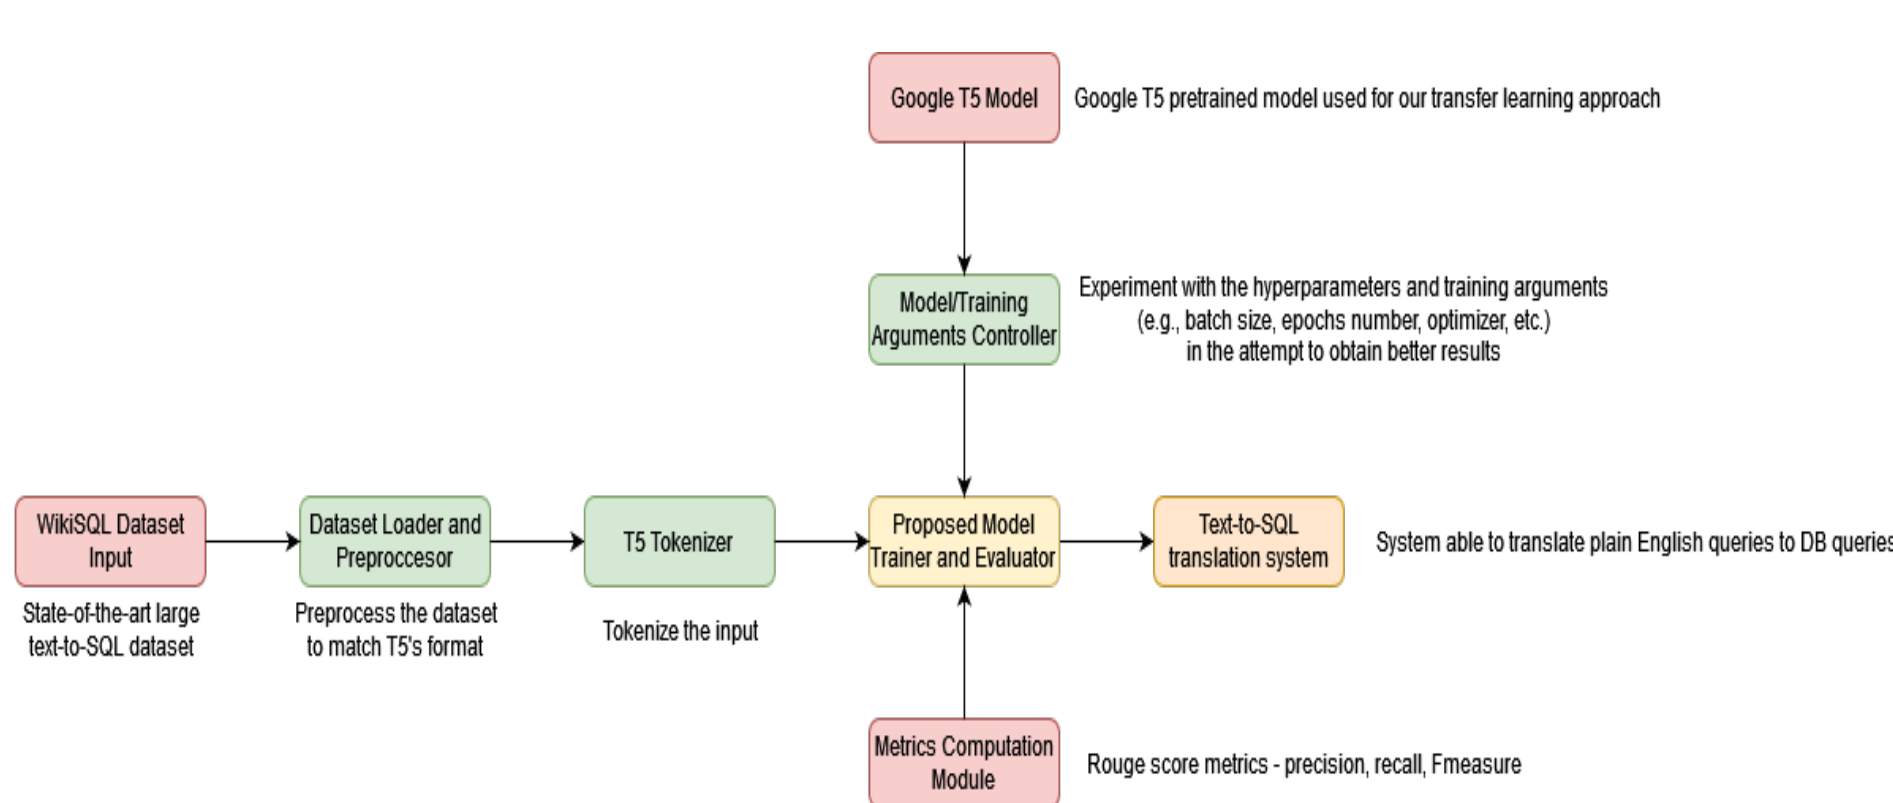 Google T5 Model
Google T5 pretrained model used for our transfer learning approach
Model/Training
Arguments Controller
Experiment with the hyperparameters and training arguments
(e.g., batch size, epochs number, optimizer, etc.)
in the attempt to obtain better results
WikiSQL Dataset
Input
State-of-the-art large
text-to-SQL dataset
Dataset Loader and
Preproccesor
Preprocess the dataset
to match T5's format
T5 Tokenizer
Tokenize the input
Proposed Model
Trainer and Evaluator
Text-to-SQL
translation system
System able to translate plain English queries to DB queries
Metrics Computation
Module
Rouge score metrics - precision, recall, Fmeasure